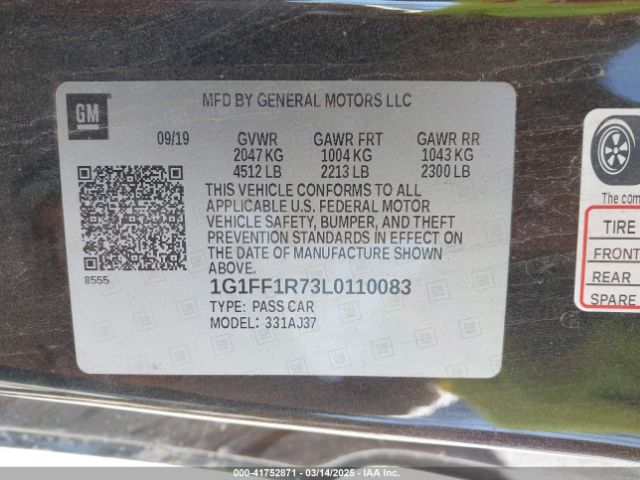 GM
MFD BY GENERAL MOTORS LLC
09/19 GVWR GAWR FRT GAWR RR
2047 KG 1004 KG 1043 KG
4512 LB 2213 LB 2300 LB
THIS VEHICLE CONFORMS TO ALL
APPLICABLE U.S. FEDERAL MOTOR
VEHICLE SAFETY, BUMPER, AND THEFT
PREVENTION STANDARDS IN EFFECT ON
THE DATE OF MANUFACTURE SHOWN
ABOVE.
8555
1G1FF1R73L0110083
TYPE: PASS CAR
MODEL: 331AJ37
The com
TIRE
FRONT
REAR
SPARE
000-41752871 - 03/14/2025 - IAAI.COM